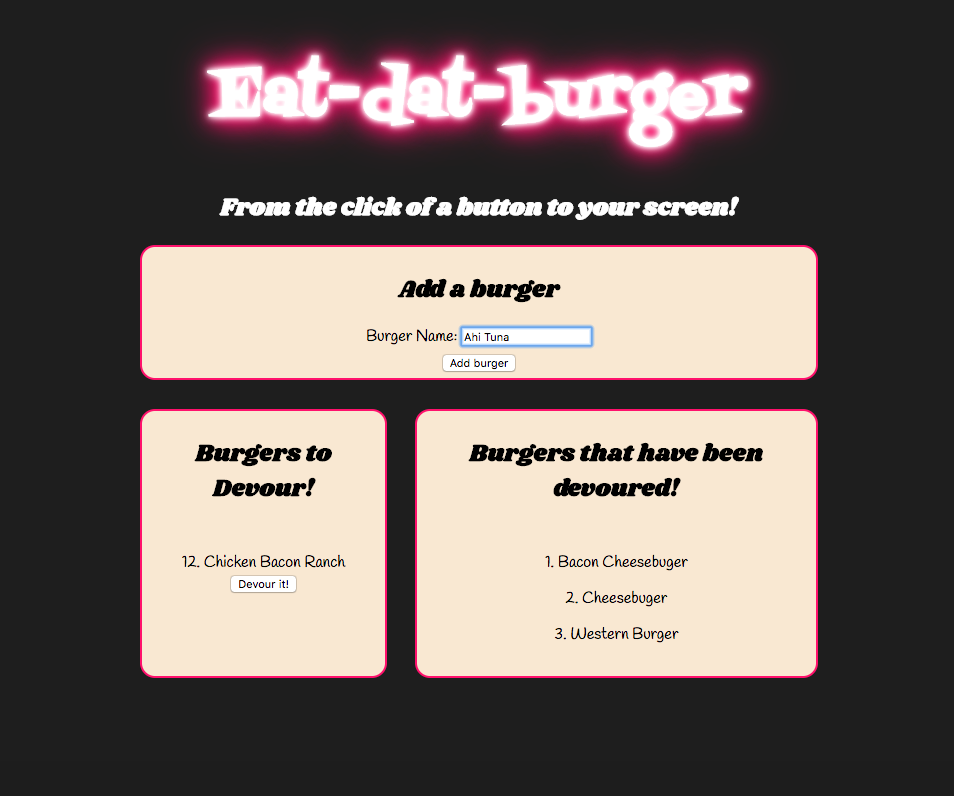 Eat-dat-burger
From the click of a button to your screen!
Add a burger
Burger Name: Ahi Tuna
Add burger
Burgers to
Devour!
12. Chicken Bacon Ranch
Devour it!
Burgers that have been
devoured!
1. Bacon Cheesebuger
2. Cheesebuger
3. Western Burger